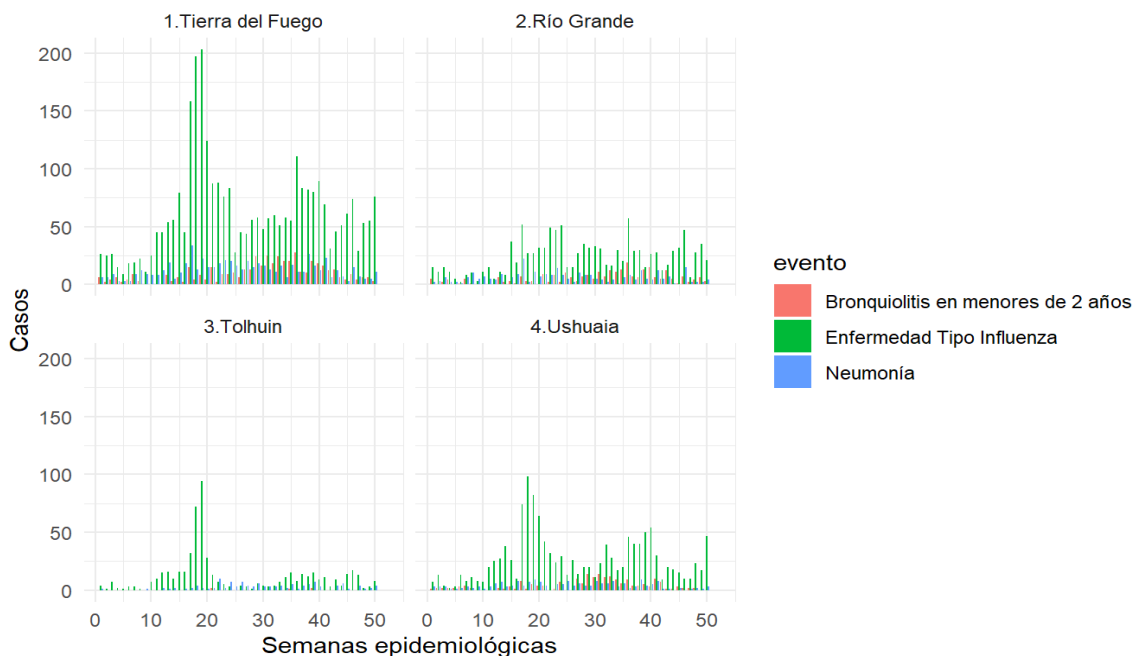 1.Tierra del Fuego
2.Río Grande
200
150
100
50
0
3.Tolhuin
4.Ushuaia
200
150
100
50
0
0 10 20 30 40 50
0 10 20 30 40 50
Casos
Semanas epidemiológicas
evento
Bronquiolitis en menores de 2 años
Enfermedad Tipo Influenza
Neumonía